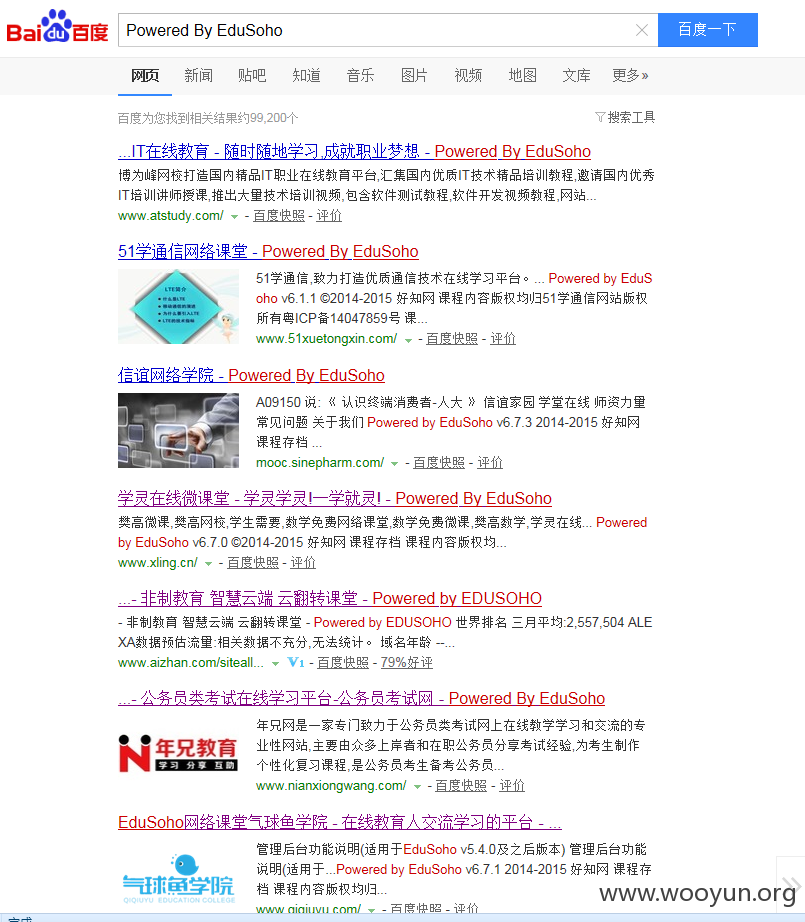 Bai du 百度
Powered By EduSoho
百度一下
网页 新闻 贴吧 知道 音乐 图片 视频 地图 文库 更多»
百度为您找到相关结果约99,200个
搜索工具
...IT在线教育 - 随时随地学习,成就职业梦想 - Powered By EduSoho
博为峰网校打造国内精品IT职业在线教育平台,汇集国内优质IT技术精品培训教程,邀请国内优秀
IT培训讲师授课,推出大量技术培训视频,包含软件测试教程,软件开发视频教程,网站...
www.atstudy.com/ - 百度快照 - 评价
51学通信网络课堂 - Powered By EduSoho
LTE简介
什么是LTE
移动通信的演进
为什么要引入LTE
LTE的技术指标
51学通信,致力打造优质通信技术在线学习平台。... Powered by EduS
oho v6.1.1 ©2014-2015 好知网 课程内容版权均归51学通信网站版权
所有粤ICP备14047859号 课...
www.51xuetongxin.com/ - 百度快照 - 评价
信谊网络学院 - Powered By EduSoho
A09150 说: 《 认识终端消费者-人大 》 信谊家园 学堂在线 师资力量
常见问题 关于我们 Powered by EduSoho v6.7.3 2014-2015 好知网
课程存档 ...
mooc.sinepharm.com/ - 百度快照 - 评价
学灵在线微课堂 - 学灵学灵!一学就灵! - Powered By EduSoho
樊高微课,樊高网校,学生需要,数学免费网络课堂,数学免费微课,樊高数学,学灵在线... Powered
by EduSoho v6.7.0 ©2014-2015 好知网 课程存档 课程内容版权均...
www.xling.cn/ - 百度快照 - 评价
...- 非制教育 智慧云端 云翻转课堂 - Powered by EDUSOHO
- 非制教育 智慧云端 云翻转课堂 - Powered by EDUSOHO 世界排名 三月平均:2,557,504 ALE
XA数据预估流量:相关数据不充分,无法统计。 域名年龄 --...
www.aizhan.com/siteall... V1 - 百度快照 - 79%好评
...- 公务员类考试在线学习平台-公务员考试网 - Powered By EduSoho
年兄教育
学习 分享 互助
年兄网是一家专门致力于公务员类考试网上在线教学学习和交流的专
业性网站,主要由众多上岸者和在职公务员分享考试经验,为考生制作
个性化复习课程,是公务员考生备考公务员...
www.nianxiongwang.com/ - 百度快照 - 评价
EduSoho网络课堂气球鱼学院 - 在线教育人交流学习的平台 - ...
气球鱼学院
QIQIUYU EDUCATION COLLEGE
管理后台功能说明(适用于EduSoho v5.4.0及之后版本) 管理后台功能
说明(适用于...Powered by EduSoho v6.7.1 2014-2015 好知网 课程存
档 课程内容版权均归...
www.qiqiuyu.com/ - 百度快照 - 评价
www.wooyun.org